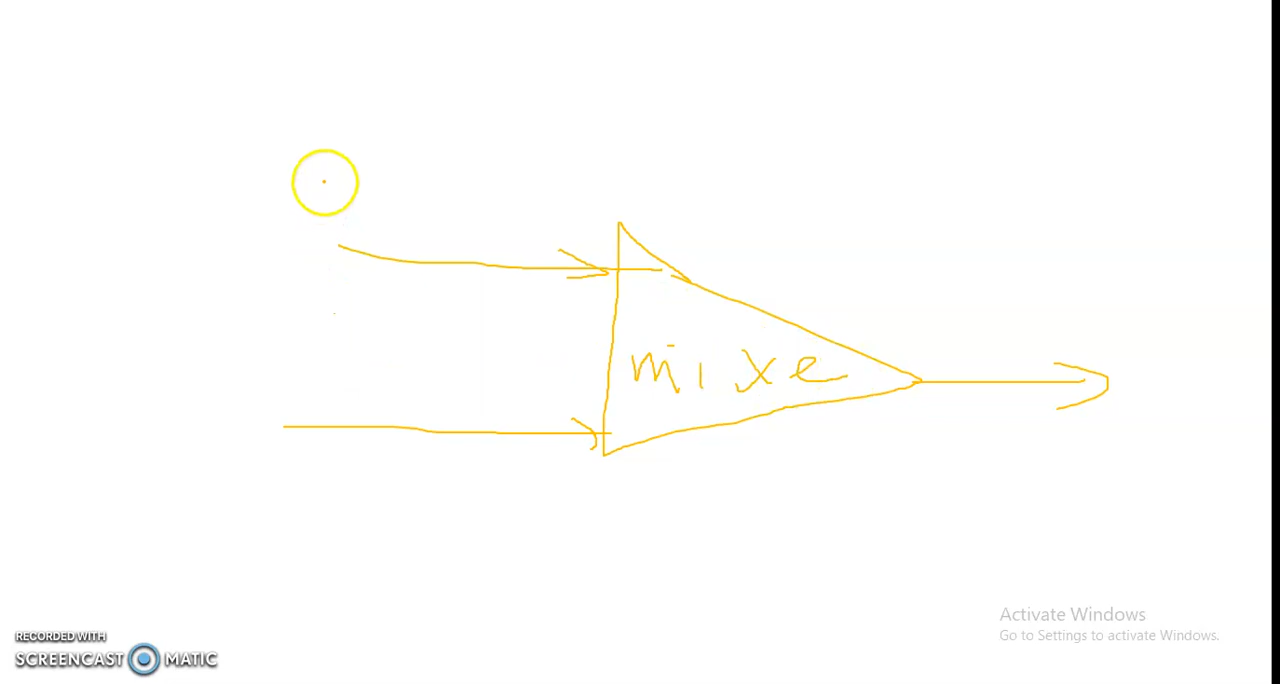 mixe
Activate Windows
Go to Settings to activate Windows.
RECORDED WITH
SCREENCAST MATIC